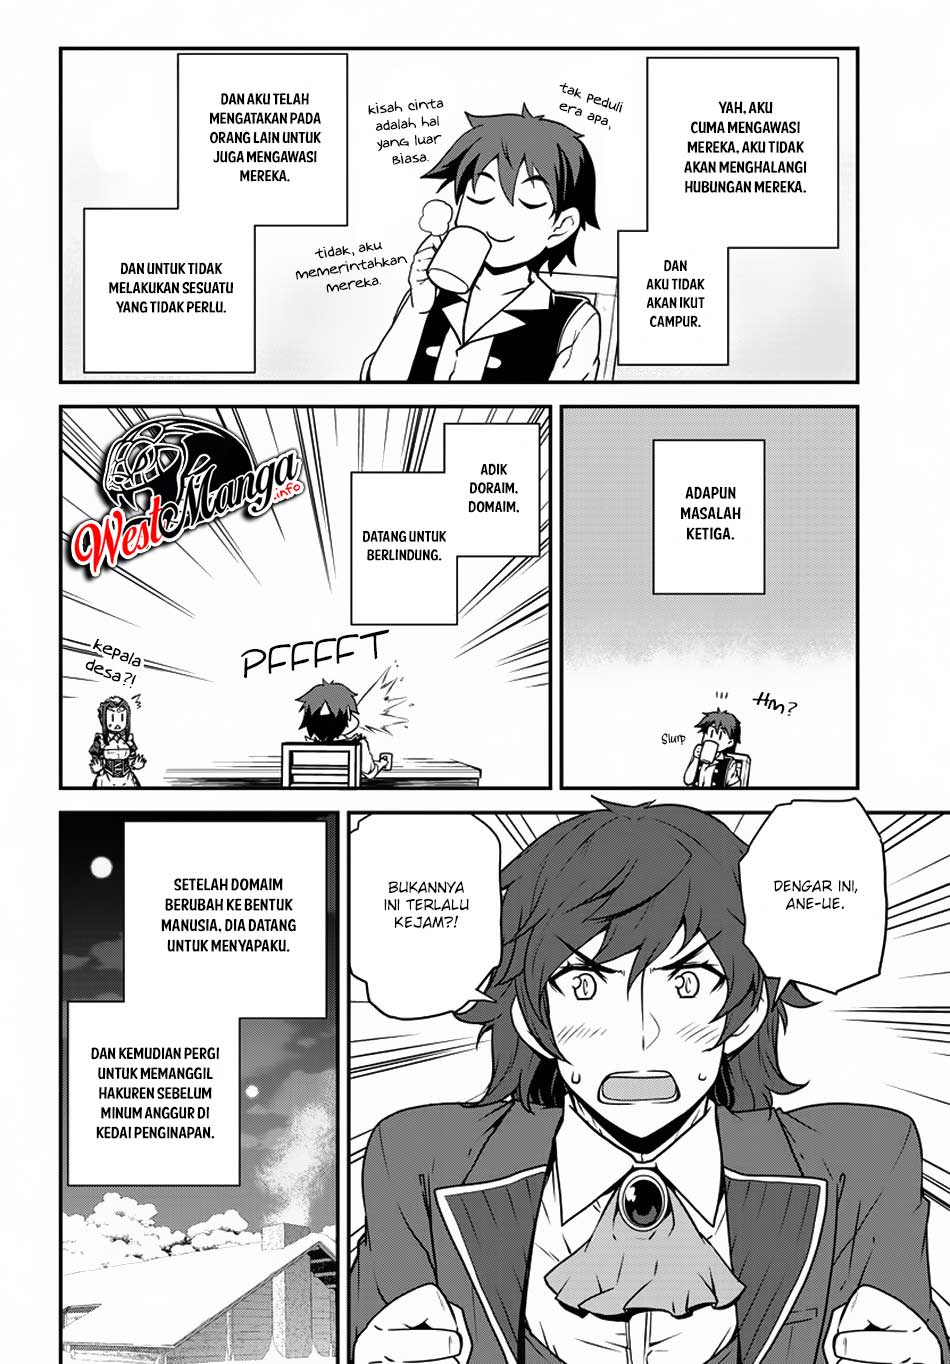 YAH, AKU
CUMA MENGAWASI
MEREKA, AKU TIDAK
AKAN MENGHALANGI
HUBUNGAN MEREKA.
DAN
AKU TIDAK
AKAN IKUT
CAMPUR.
tak peduli
era apa,
kisah cinta
adalah hal
yang luar
biasa.
DAN AKU TELAH
MENGATAKAN PADA
ORANG LAIN UNTUK
JUGA MENGAWASI
MEREKA.
tidak, aku
memerintahkan
mereka.
DAN UNTUK TIDAK
MELAKUKAN SESUATU
YANG TIDAK PERLU.
ADAPUN
MASALAH
KETIGA.
HM?
Slurp
ADIK
DORAIM,
DOMAIM,
DATANG UNTUK
BERLINDUNG.
WestManga
.info
PFFFFFT
kepala
desa?!
DENGAR INI,
ANE-UE.
BUKANNYA
INI TERLALU
KEJAM?!
SETELAH DOMAIM
BERUBAH KE BENTUK
MANUSIA, DIA DATANG
UNTUK MENYAPAKU.
DAN KEMUDIAN PERGI
UNTUK MEMANGGIL
HAKUREN SEBELUM
MINUM ANGGUR DI
KEDAI PENGINAPAN.